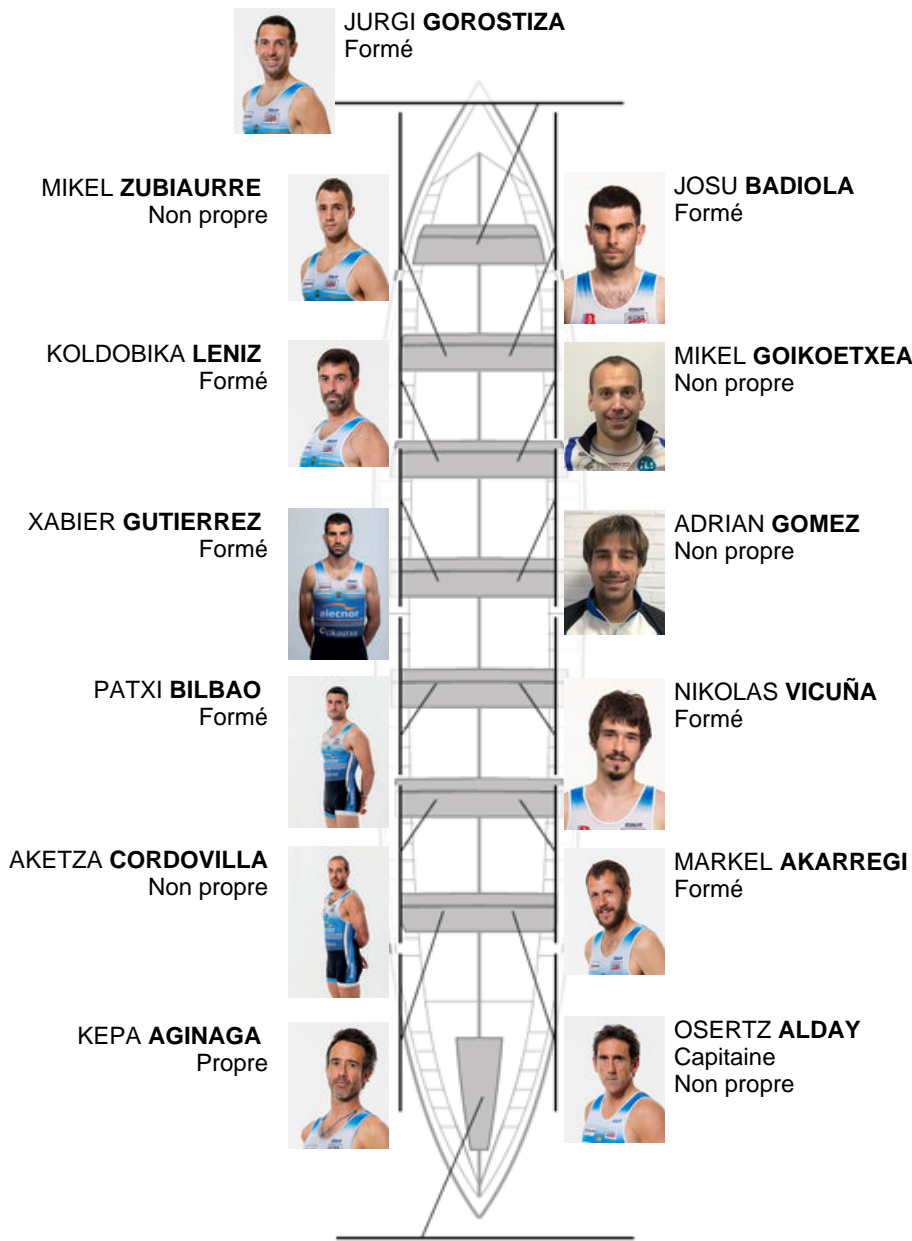 JURGI GOROSTIZA
Formé
MIKEL ZUBIAURRE
Non propre
JOSU BADIOLA
Formé
KOLDOBIKA LENIZ
Formé
MIKEL GOIKOETXEA
Non propre
XABIER GUTIERREZ
Formé
elecnor
cikautxo
ADRIAN GOMEZ
Non propre
PATXI BILBAO
Formé
NIKOLAS VICUÑA
Formé
AKETZA CORDOVILLA
Non propre
MARKEL AKARREGI
Formé
KEPA AGINAGA
Propre
OSERTZ ALDAY
Capitaine
Non propre